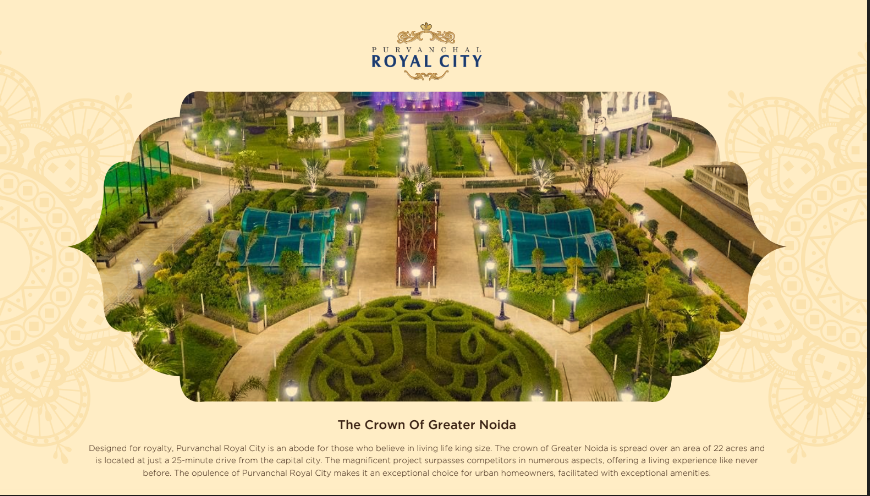 PURVANCHAL
ROYAL CITY
The Crown Of Greater Noida
Designed for royalty, Purvanchal Royal City is an abode for those who believe in living life king size. The crown of Greater Noida is spread over an area of 22 acres and
is located at just a 25-minute drive from the capital city. The magnificent project surpasses competitors in numerous aspects, offering a living experience like never
before. The opulence of Purvanchal Royal City makes it an exceptional choice for urban homeowners, facilitated with exceptional amenities.